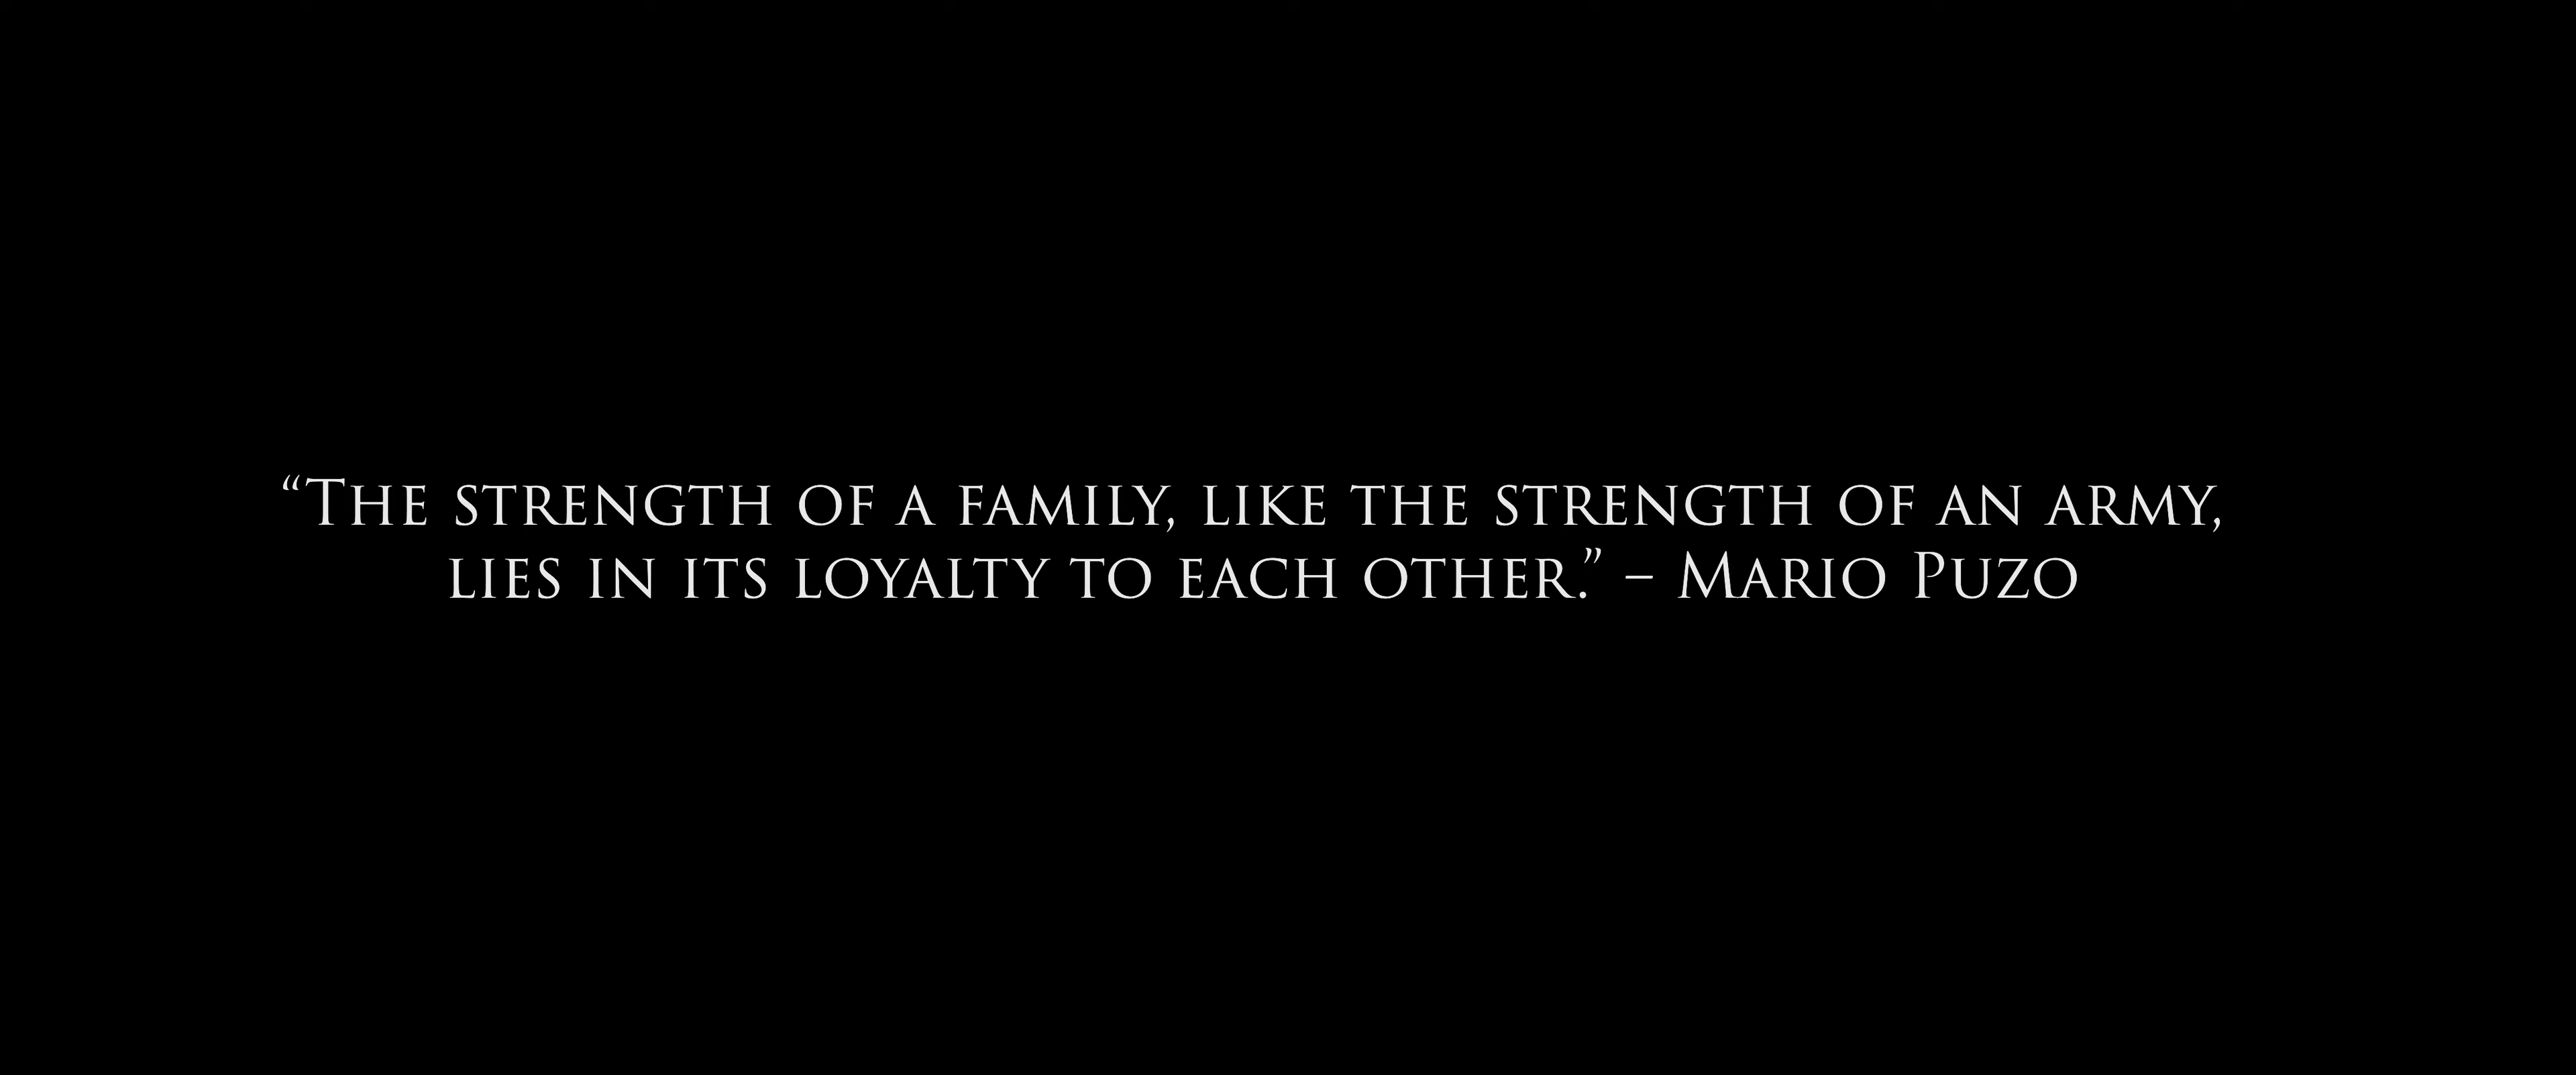 “The strength of a family, like the strength of an army,
lies in its loyalty to each other.” – Mario Puzo